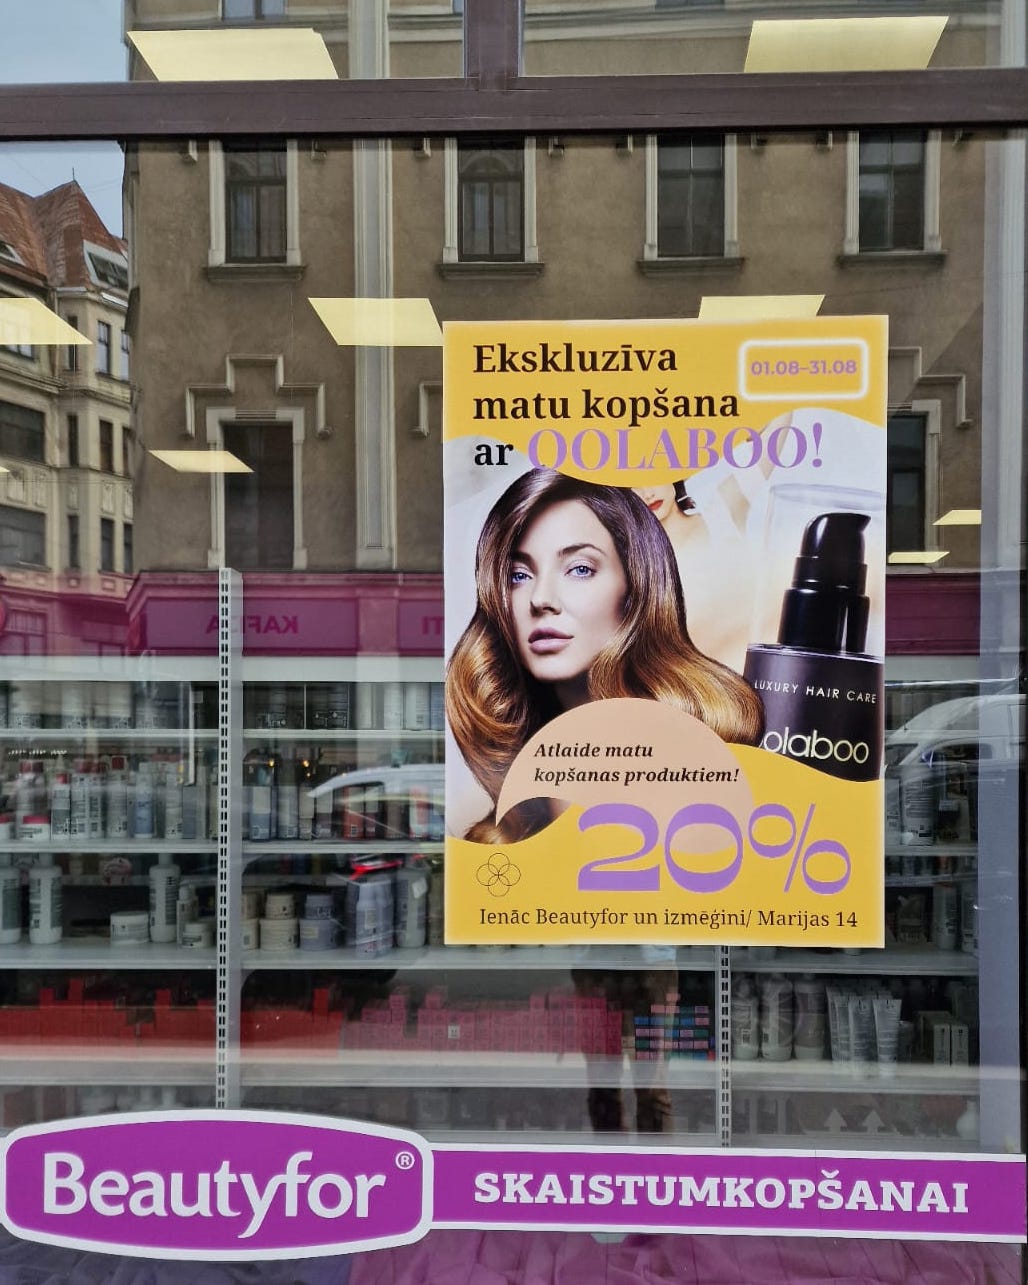 Ekskluzīva
matu kopšana
ar OOLABOO!
01.08–31.08
LUXURY HAIR CARE
olaboo
Atlaide matu
kopšanas produktiem!
20%
Ienāc Beautyfor un izmēģini/ Marijas 14
Beautyfor®
SKAISTUMKOPŠANAI